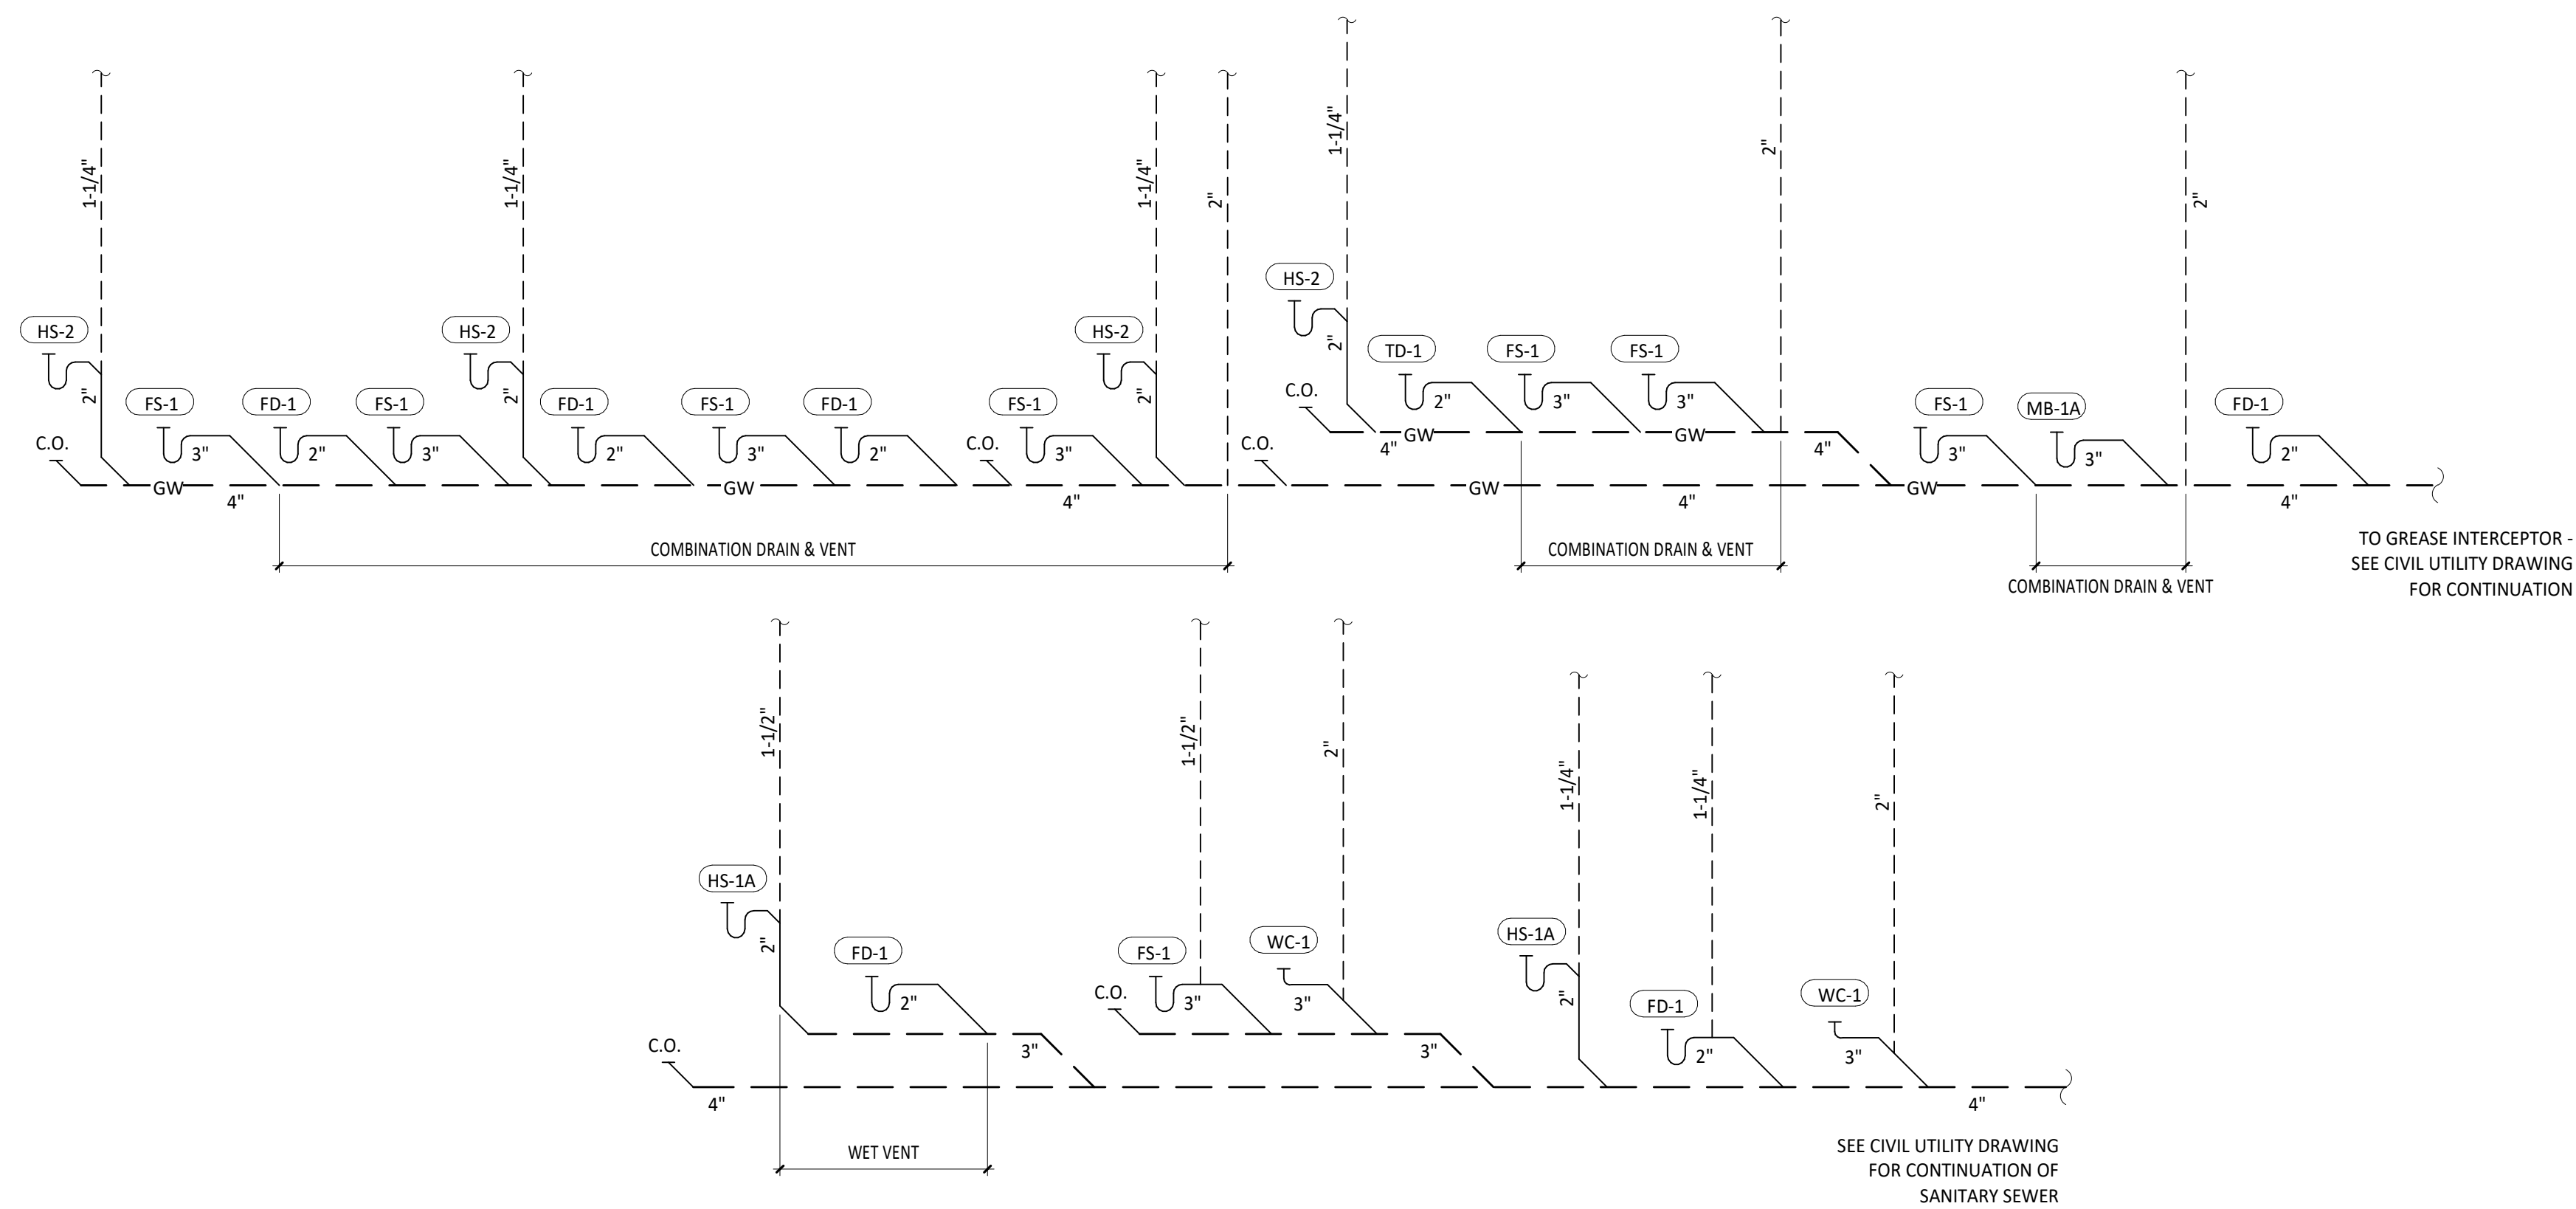 1-1/4"
1-1/4"
1-1/4"
2"
1-1/4"
2"
2"
HS-2
2"
HS-2
2"
HS-2
2"
HS-2
2"
C.O.
FS-1
3"
FD-1
2"
FS-1
3"
FD-1
2"
FS-1
3"
FD-1
2"
C.O.
FS-1
3"
C.O.
C.O.
TD-1
2"
FS-1
3"
FS-1
3"
4"
GW
GW
4"
FS-1
3"
MB-1A
3"
FD-1
2"
GW
4"
GW
4"
GW
4"
GW
4"
COMBINATION DRAIN & VENT
COMBINATION DRAIN & VENT
COMBINATION DRAIN & VENT
TO GREASE INTERCEPTOR -
SEE CIVIL UTILITY DRAWING
FOR CONTINUATION
1-1/2"
1-1/2"
2"
1-1/4"
1-1/4"
2"
HS-1A
2"
FD-1
2"
C.O.
FS-1
3"
WC-1
3"
HS-1A
2"
FD-1
2"
WC-1
3"
C.O.
3"
3"
4"
4"
WET VENT
SEE CIVIL UTILITY DRAWING
FOR CONTINUATION OF
SANITARY SEWER